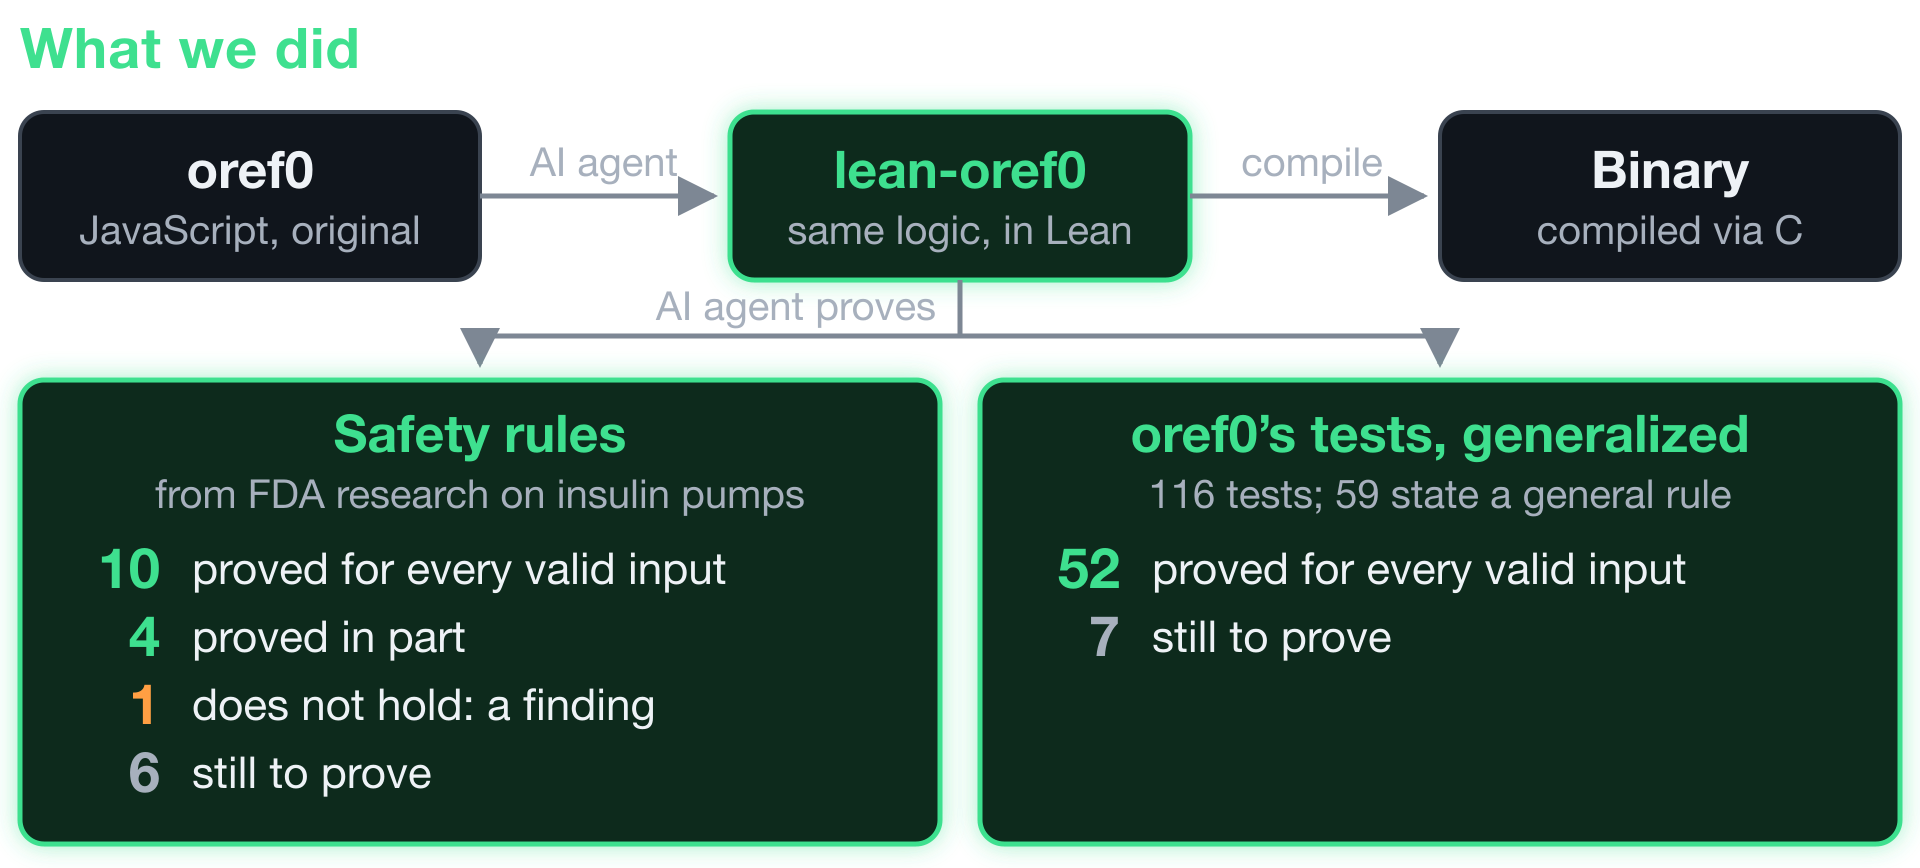 What we did
oref0
JavaScript, original
AI agent
lean-oref0
same logic, in Lean
compile
Binary
compiled via C
AI agent proves
Safety rules
from FDA research on insulin pumps
10 proved for every valid input
4 proved in part
1 does not hold: a finding
6 still to prove
oref0’s tests, generalized
116 tests; 59 state a general rule
52 proved for every valid input
7 still to prove